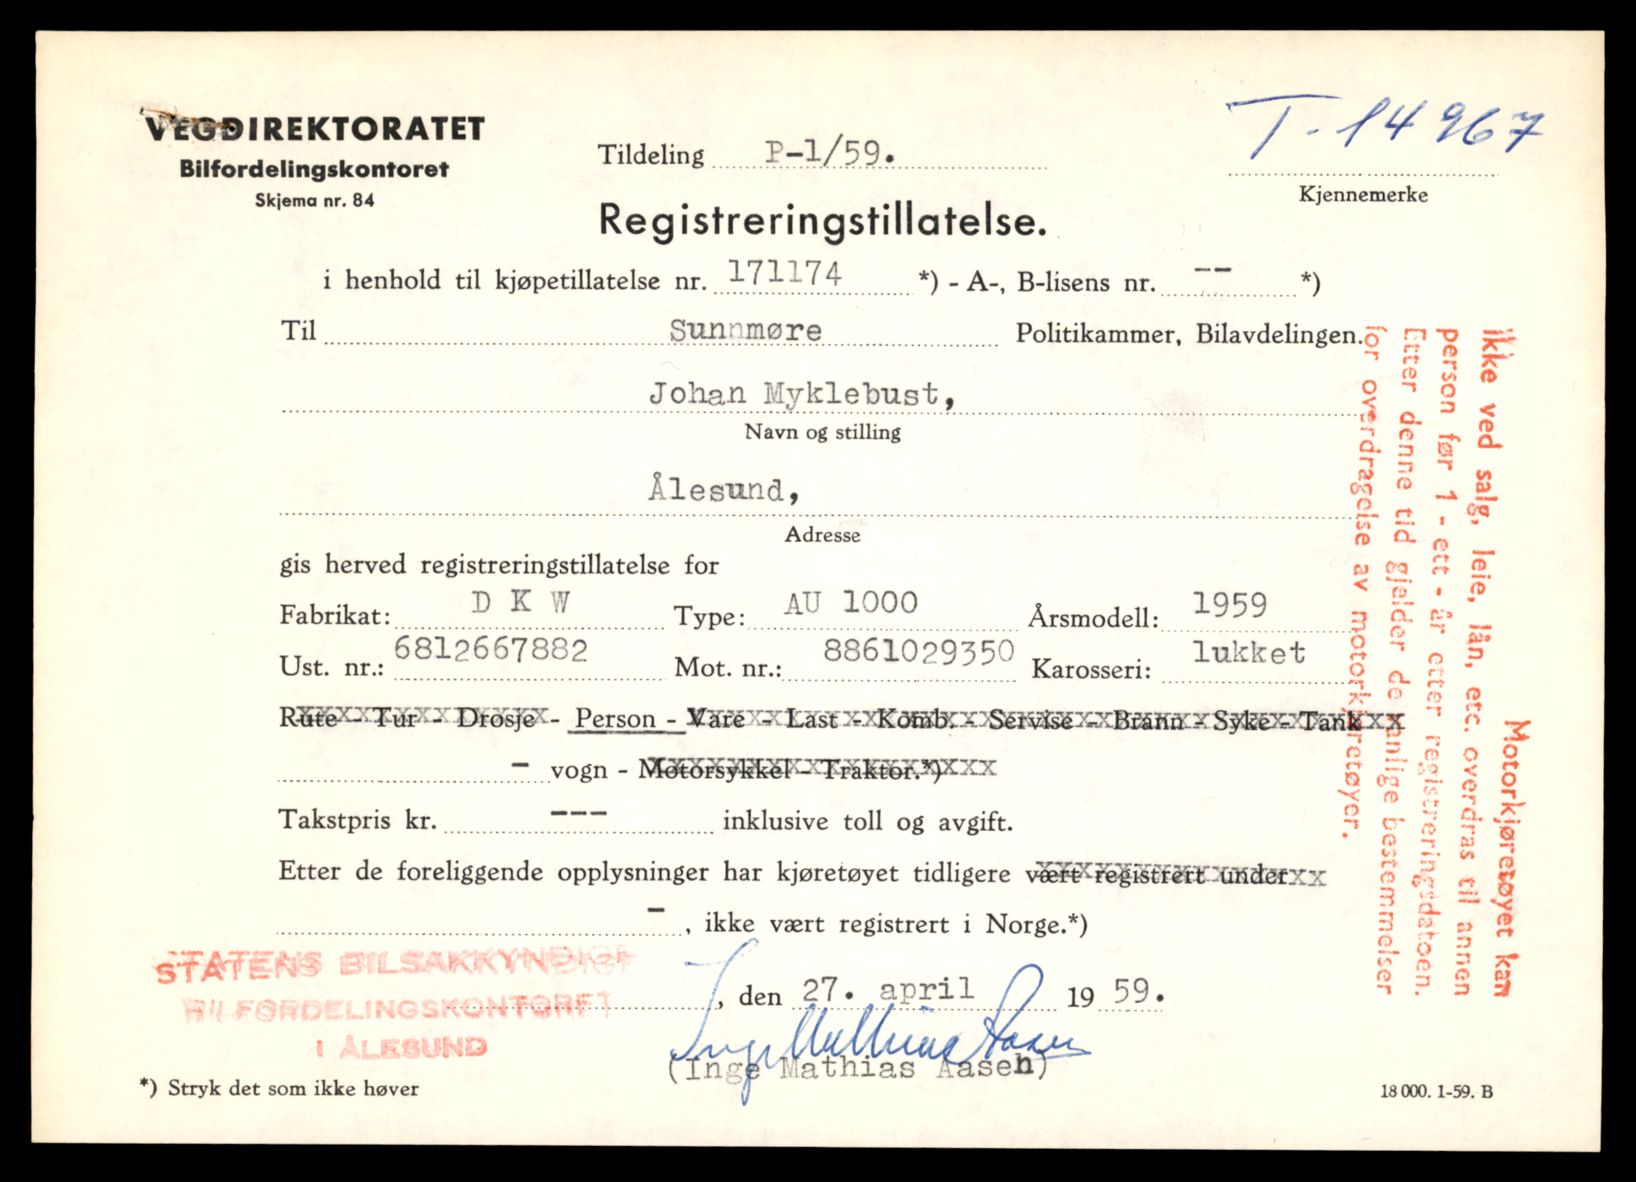 VEGDIREKTORATET
Bilfordelingskontoret
Skjema nr. 84
Tildeling P-1/59.
T-14967
Kjennemerke
Registreringstillatelse.
i henhold til kjøpetillatelse nr. 171174 *) - A-, B-lisens nr. -- *)
Til Sunnmøre Politikammer, Bilavdelingen.
Johan Myklebust,
Navn og stilling
Ålesund,
Adresse
gis herved registreringstillatelse for
Fabrikat: D K W Type: AU 1000 Årsmodell: 1959
Ust. nr.: 6812667882 Mot. nr.: 8861029350 Karosseri: lukket
Rute - Tur - Drosje - Person - Vare - Last - Komb. - Servise - Brann - Syke - Tank
- vogn - Motorsykkel - Traktor.*)
Takstpris kr. --- inklusive toll og avgift.
Etter de foreliggende opplysninger har kjøretøyet tidligere vært registrert under
- , ikke vært registrert i Norge.*)
STATENS BILSAKKYNDIGE
BILFORDELINGSKONTORET
I ÅLESUND
, den 27. april 1959.
Inge Mathias Aasen
(Inge Mathias Aasen)
*) Stryk det som ikke høver
18 000. 1-59. B
Motorkjøretøyet kan
ikke ved salg, leie, lån, etc. overdras til annen
person før 1 - ett - år etter registreringsdatoen.
Etter denne tid gjelder de vanlige bestemmelser
for overdragelse av motorkjøretøyer.